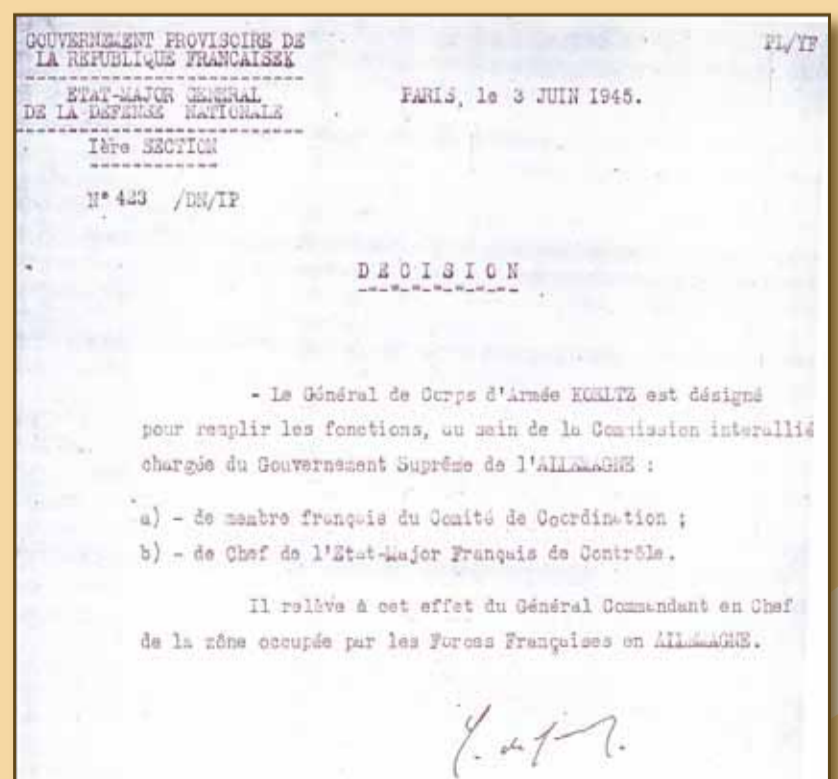 GOUVERNEMENT PROVISOIRE DE
LA REPUBLIQUE FRANCAISEK
PL/YP
ETAT-MAJOR GENERAL
DE LA DEFENSE NATIONALE
PARIS, le 3 JUIN 1945.
Ière SECTION
N° 423 /DN/IP
DECISION
- Le Général de Corps d'Armée KOELTZ est désigné
pour remplir les fonctions, au sein de la Commission interallié
chargée du Gouvernement Suprême de l'ALLEMAGNE :
a) - de membre français du Comité de Coordination ;
b) - de Chef de l'Etat-Major Français de Contrôle.
Il relève à cet effet du Général Commandant en Chef
de la zône occupée par les Forces Françaises en ALLEMAGNE.